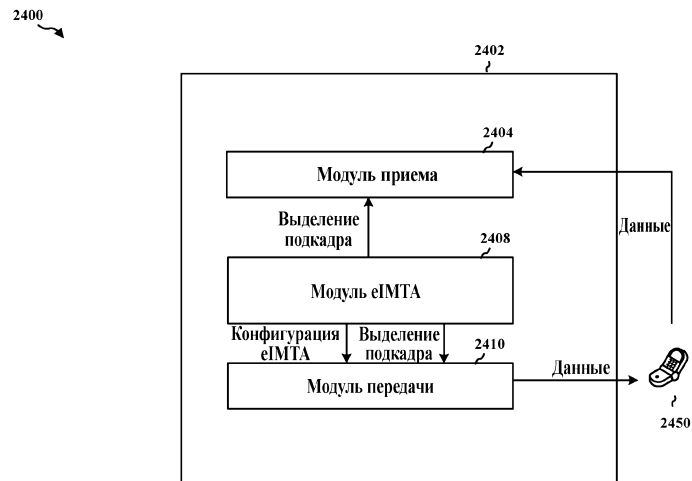 2400
2402
2404
Модуль приема
Выделение
подкадра
Данные
2408
Модуль eIMTA
Конфигурация
eIMTA
Выделение
подкадра
2410
Модуль передачи
Данные
2450